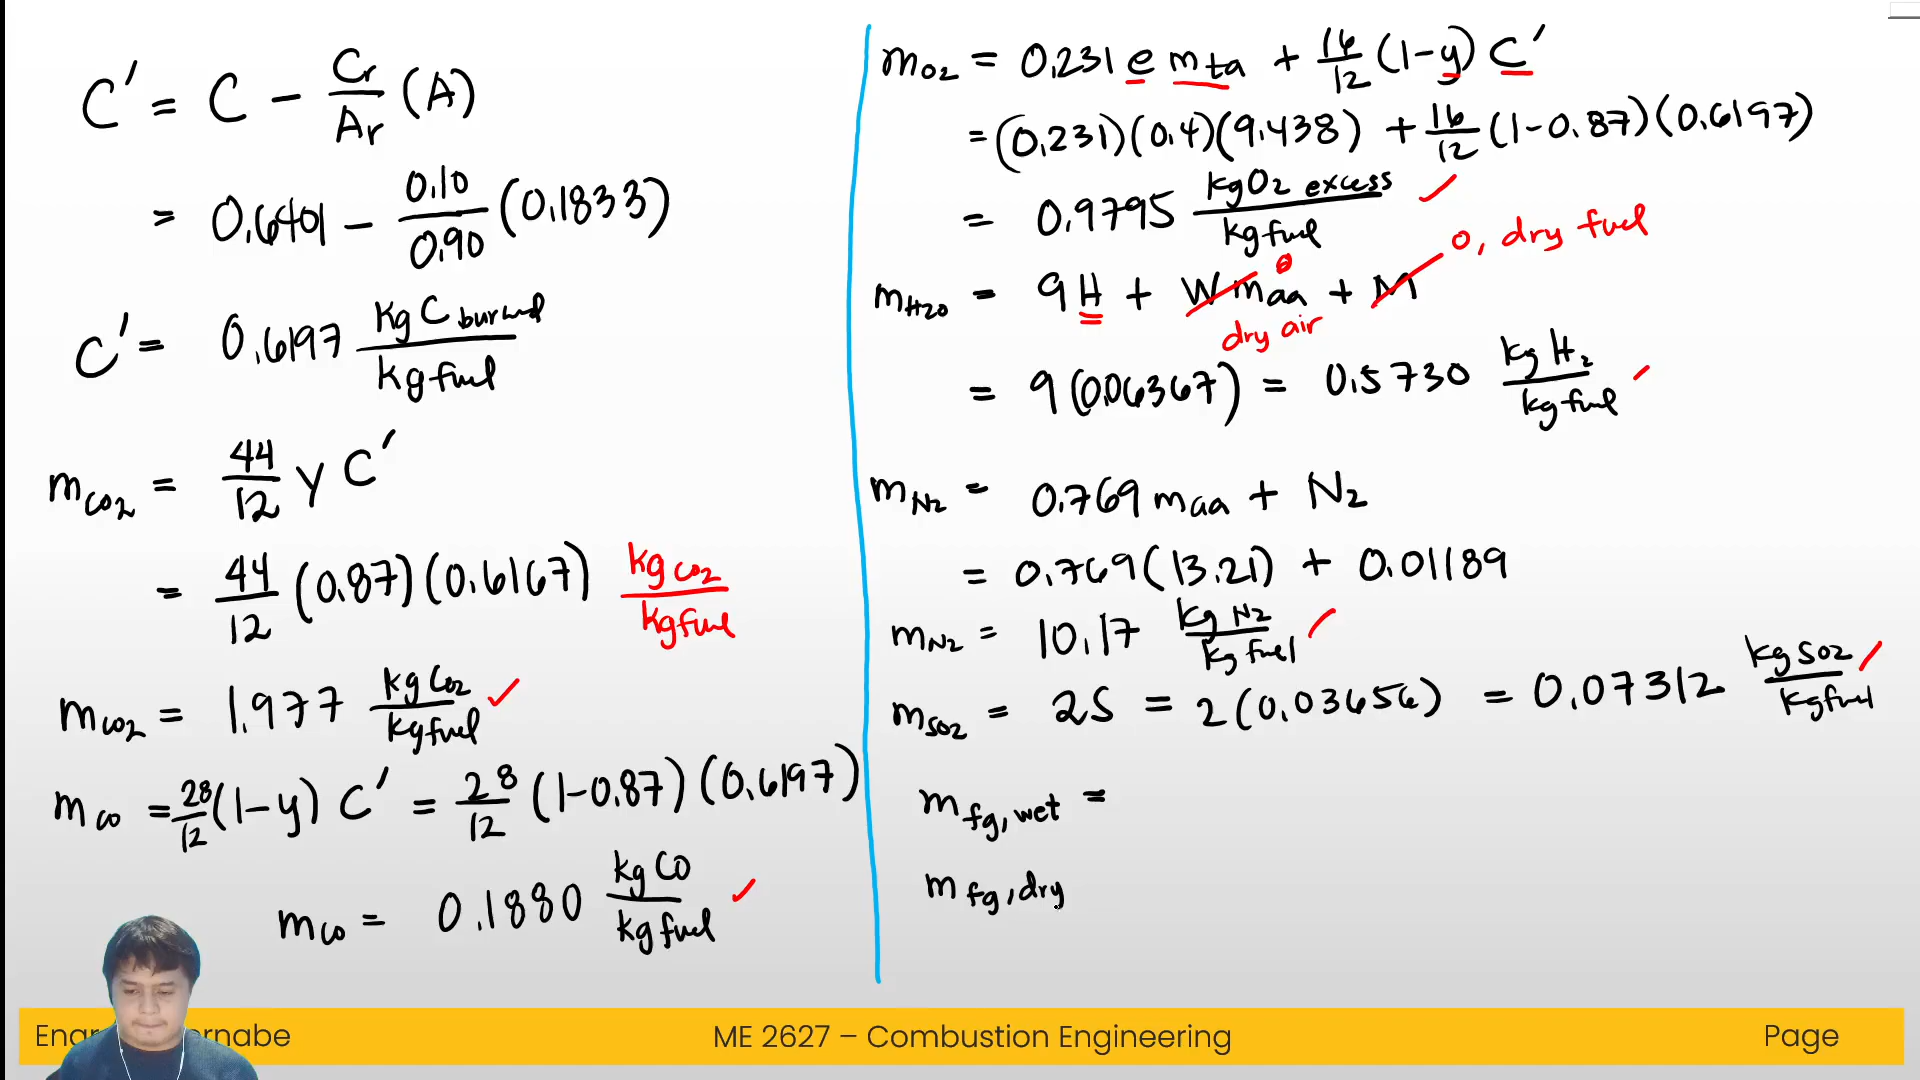 C' = C − Cr/Ar (A)
= 0.6401 − 0.10/0.90 (0.1833)
C' = 0.6197 kg C burned/kg fuel
mCO2 = 44/12 y C'
= 44/12 (0.87)(0.6167) kg CO2/kg fuel
mCO2 = 1.977 kg CO2/kg fuel ✓
mCO = 28/12 (1−y) C' = 28/12 (1−0.87)(0.6197)
mCO = 0.1880 kg CO/kg fuel ✓
mO2 = 0.231 e mta + 16/12 (1−y) C'
= (0.231)(0.4)(9.438) + 16/12 (1−0.87)(0.6197)
= 0.9795 kg O2 excess/kg fuel ✓
mH2O = 9H + W maa + M 0, dry fuel
0
dry air
= 9(0.06367) = 0.5730 kg H2/kg fuel
mN2 = 0.769 maa + N2
= 0.769(13.21) + 0.01189
mN2 = 10.17 kg N2/kg fuel
mSO2 = 2S = 2(0.03656) = 0.07312 kg SO2/kg fuel
mfg,wet =
mfg,dry
ME 2627 – Combustion Engineering
Page